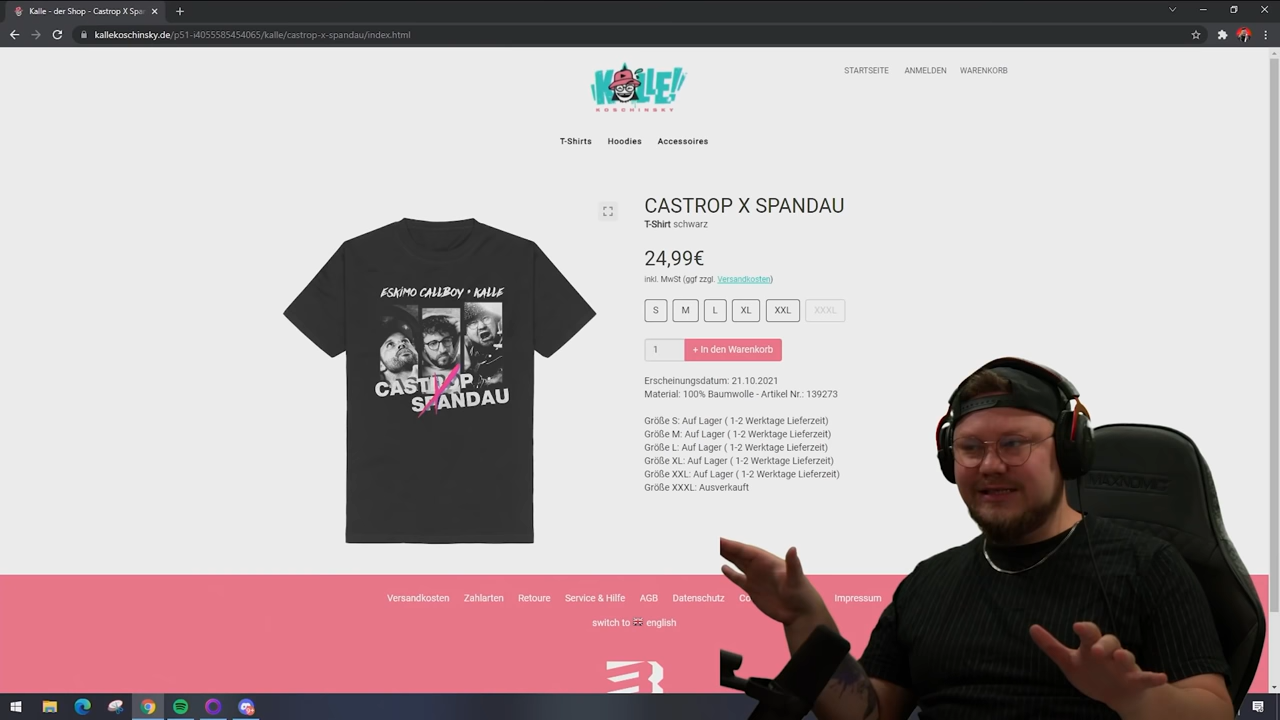 Kalle - der Shop - Castrop X Spa
kallekoschinsky.de/p51-i4055585454065/kalle/castrop-x-spandau/index.html
KALLE!!
KOSCHINSKY
STARTSEITE ANMELDEN WARENKORB
T-Shirts Hoodies Accessoires
CASTROP X SPANDAU
T-Shirt schwarz
24,99€
inkl. MwSt (ggf zzgl. Versandkosten)
S M L XL XXL XXXL
1 + In den Warenkorb
Erscheinungsdatum: 21.10.2021
Material: 100% Baumwolle - Artikel Nr.: 139273
Größe S: Auf Lager ( 1-2 Werktage Lieferzeit)
Größe M: Auf Lager ( 1-2 Werktage Lieferzeit)
Größe L: Auf Lager ( 1-2 Werktage Lieferzeit)
Größe XL: Auf Lager ( 1-2 Werktage Lieferzeit)
Größe XXL: Auf Lager ( 1-2 Werktage Lieferzeit)
Größe XXXL: Ausverkauft
ESKIMO CALLBOY • KALLE
CASTROP
X
SPANDAU
MAXNOMIC
Versandkosten Zahlarten Retoure Service & Hilfe AGB Datenschutz Co Impressum
switch to english